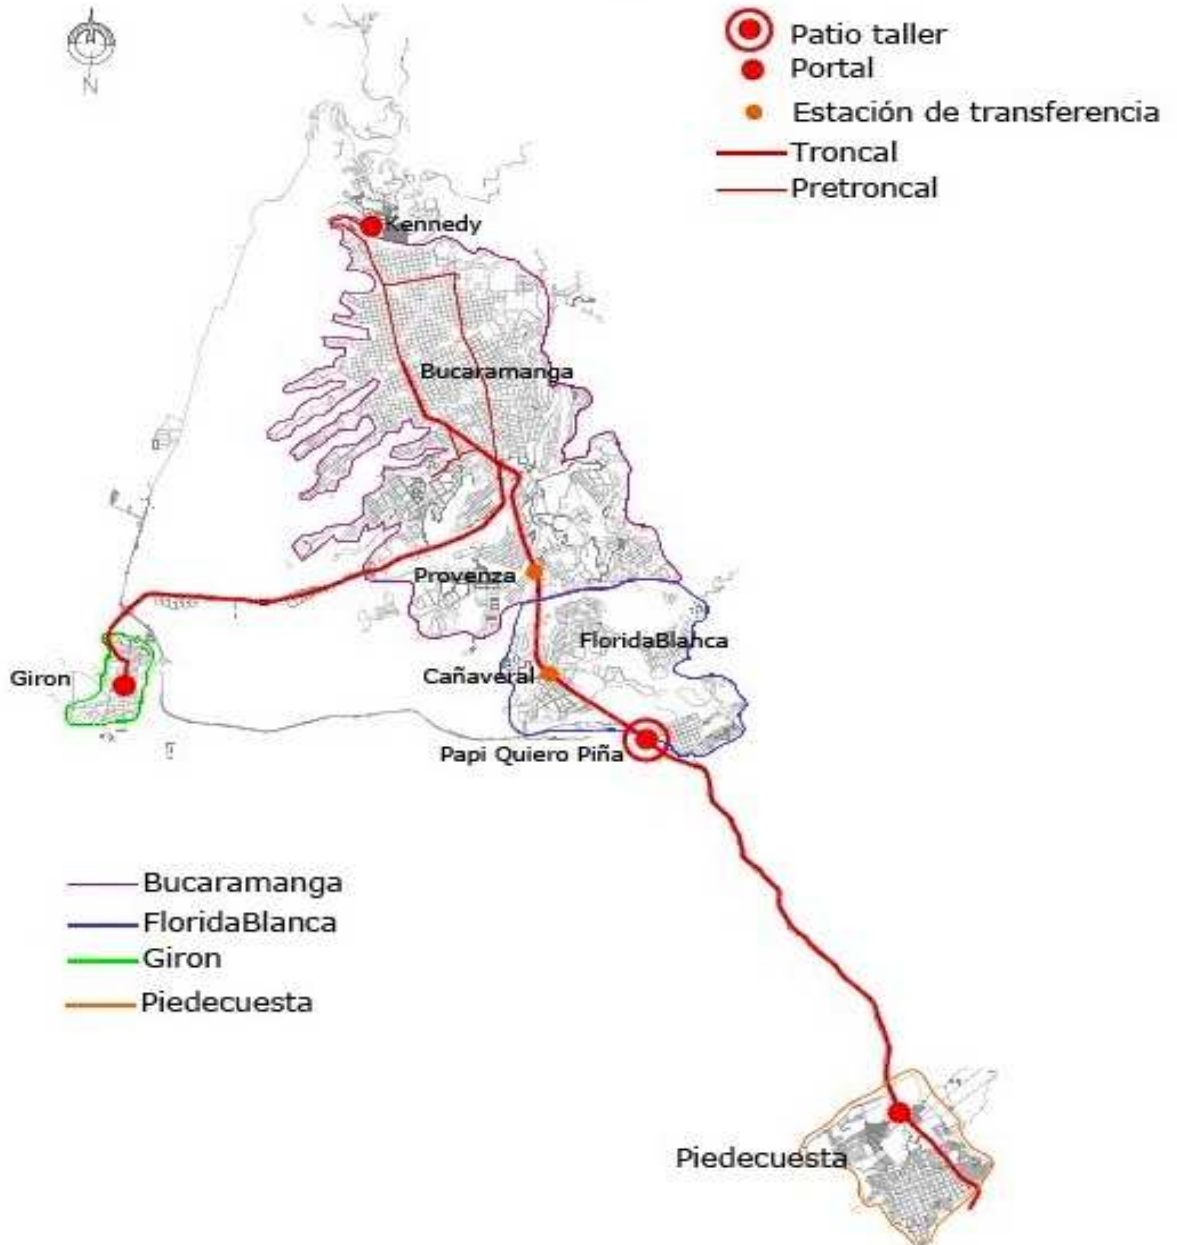 N
Patio taller
Portal
Estación de transferencia
Troncal
Pretroncal
Kennedy
Bucaramanga
Provenza
FloridaBlanca
Cañaveral
Giron
Papi Quiero Piña
Bucaramanga
FloridaBlanca
Giron
Piedecuesta
Piedecuesta